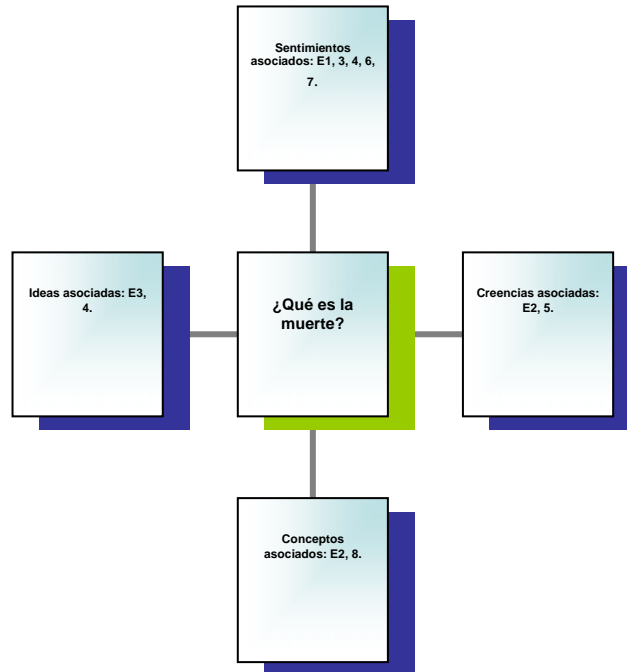 Sentimientos
asociados: E1, 3, 4, 6,
7.
Ideas asociadas: E3,
4.
¿Qué es la
muerte?
Creencias asociadas:
E2, 5.
Conceptos
asociados: E2, 8.